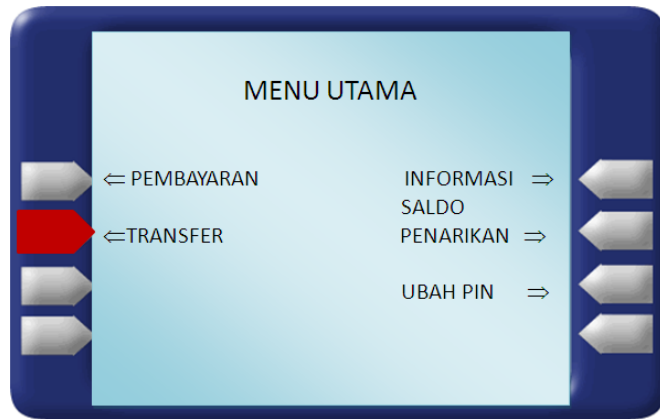 MENU UTAMA
⇐ PEMBAYARAN
INFORMASI ⇒
SALDO
⇐TRANSFER
PENARIKAN ⇒
UBAH PIN ⇒